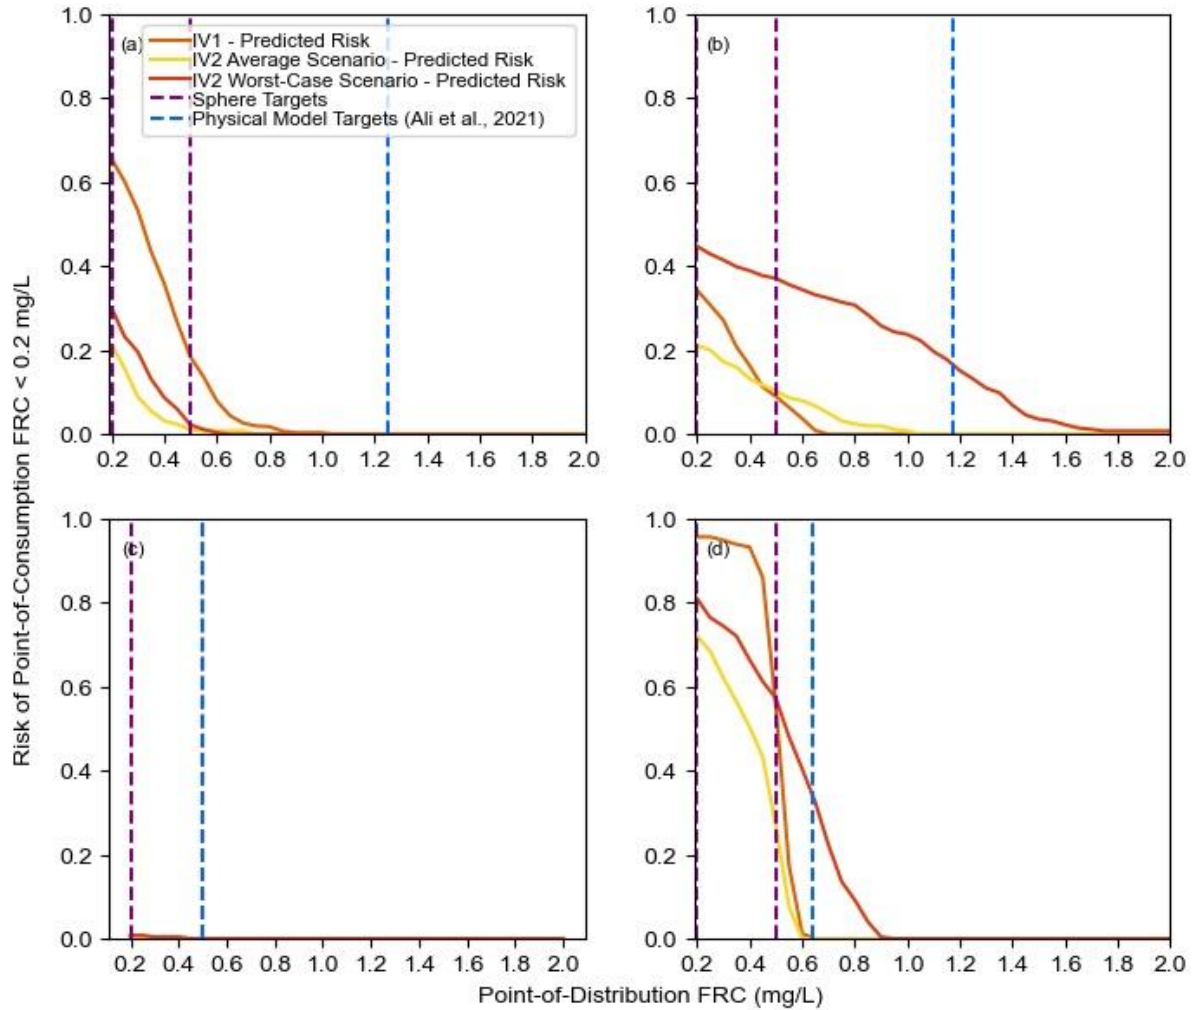 Risk of Point-of-Consumption FRC < 0.2 mg/L
1.0
0.8
0.6
0.4
0.2
0.0
(a)
IV1 - Predicted Risk
IV2 Average Scenario - Predicted Risk
IV2 Worst-Case Scenario - Predicted Risk
Sphere Targets
Physical Model Targets (Ali et al., 2021)
0.2 0.4 0.6 0.8 1.0 1.2 1.4 1.6 1.8 2.0
1.0
0.8
0.6
0.4
0.2
0.0
(b)
0.2 0.4 0.6 0.8 1.0 1.2 1.4 1.6 1.8 2.0
1.0
0.8
0.6
0.4
0.2
0.0
(c)
0.2 0.4 0.6 0.8 1.0 1.2 1.4 1.6 1.8 2.0
1.0
0.8
0.6
0.4
0.2
0.0
(d)
0.2 0.4 0.6 0.8 1.0 1.2 1.4 1.6 1.8 2.0
Point-of-Distribution FRC (mg/L)